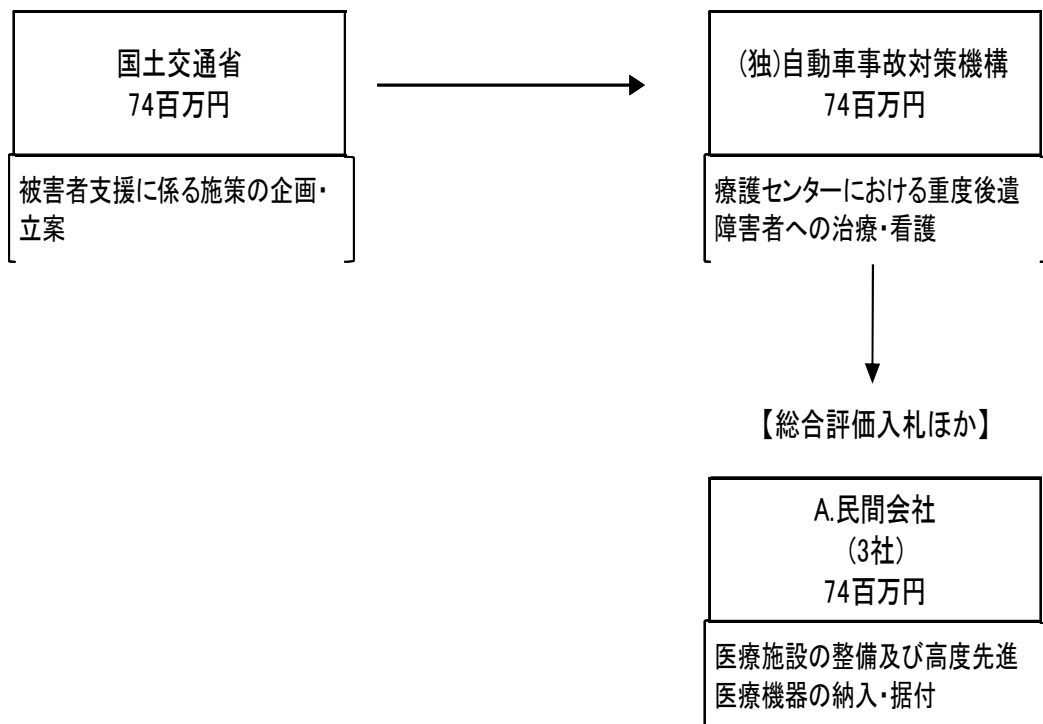 国土交通省
74百万円
被害者支援に係る施策の企画・
立案
(独)自動車事故対策機構
74百万円
療護センターにおける重度後遺
障害者への治療・看護
【総合評価入札ほか】
A.民間会社
(3社)
74百万円
医療施設の整備及び高度先進
医療機器の納入・据付